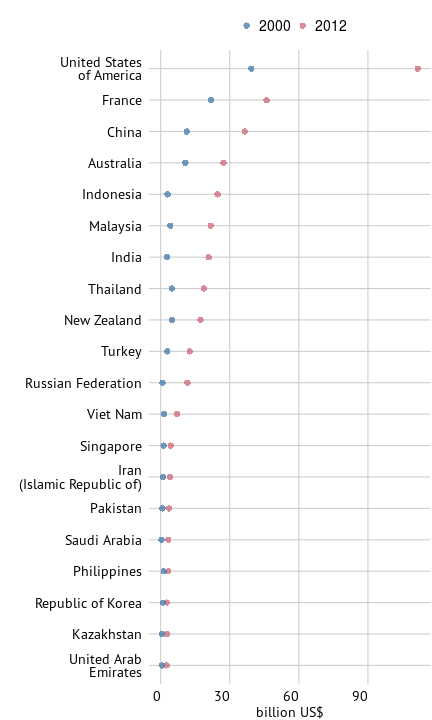 2000 2012
United States
of America
France
China
Australia
Indonesia
Malaysia
India
Thailand
New Zealand
Turkey
Russian Federation
Viet Nam
Singapore
Iran
(Islamic Republic of)
Pakistan
Saudi Arabia
Philippines
Republic of Korea
Kazakhstan
United Arab
Emirates
0 30 60 90
billion US$